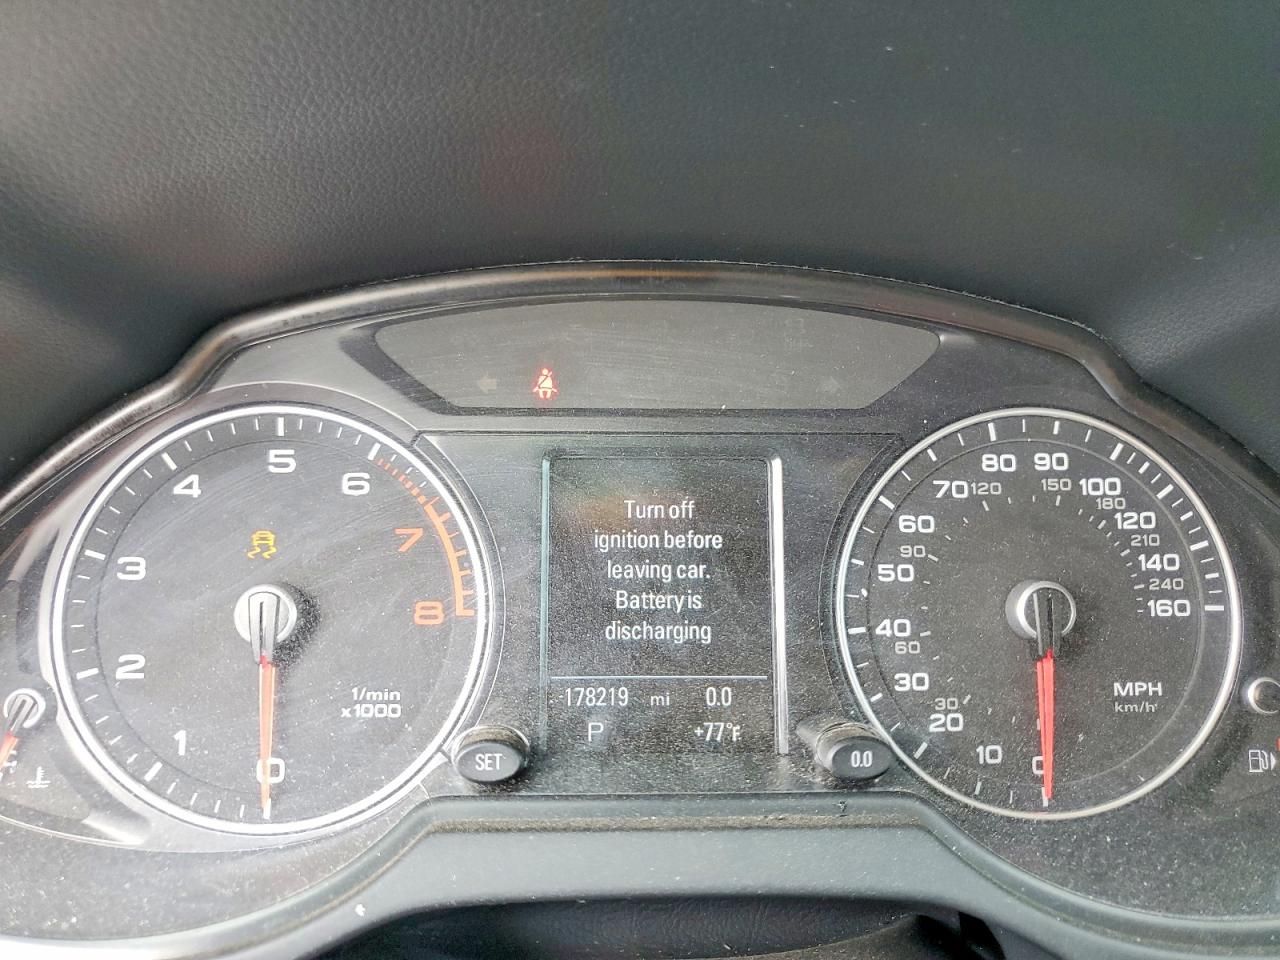 Turn off
ignition before
leaving car.
Battery is
discharging
178219 mi 0.0
P +77°F
SET
0.0
0
1
2
3
4
5
6
7
8
1/min
x1000
0
10
20
30
40
50
60
70
80
90
100
120
140
160
30
60
90
120
150
180
210
240
MPH
km/h